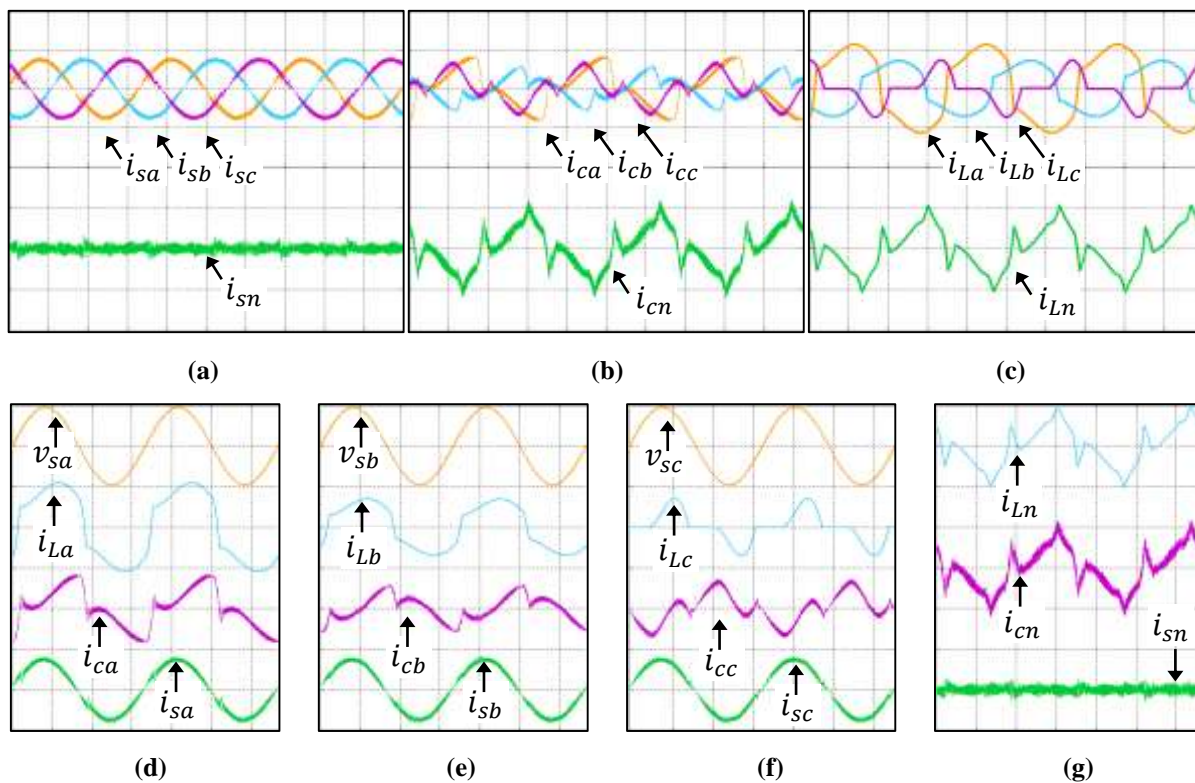 i_sa i_sb i_sc
i_sn
i_ca i_cb i_cc
i_cn
i_La i_Lb i_Lc
i_Ln
(a) (b) (c)
v_sa
i_La
i_ca
i_sa
v_sb
i_Lb
i_cb
i_sb
v_sc
i_Lc
i_cc
i_sc
i_Ln
i_cn
i_sn
(d) (e) (f) (g)